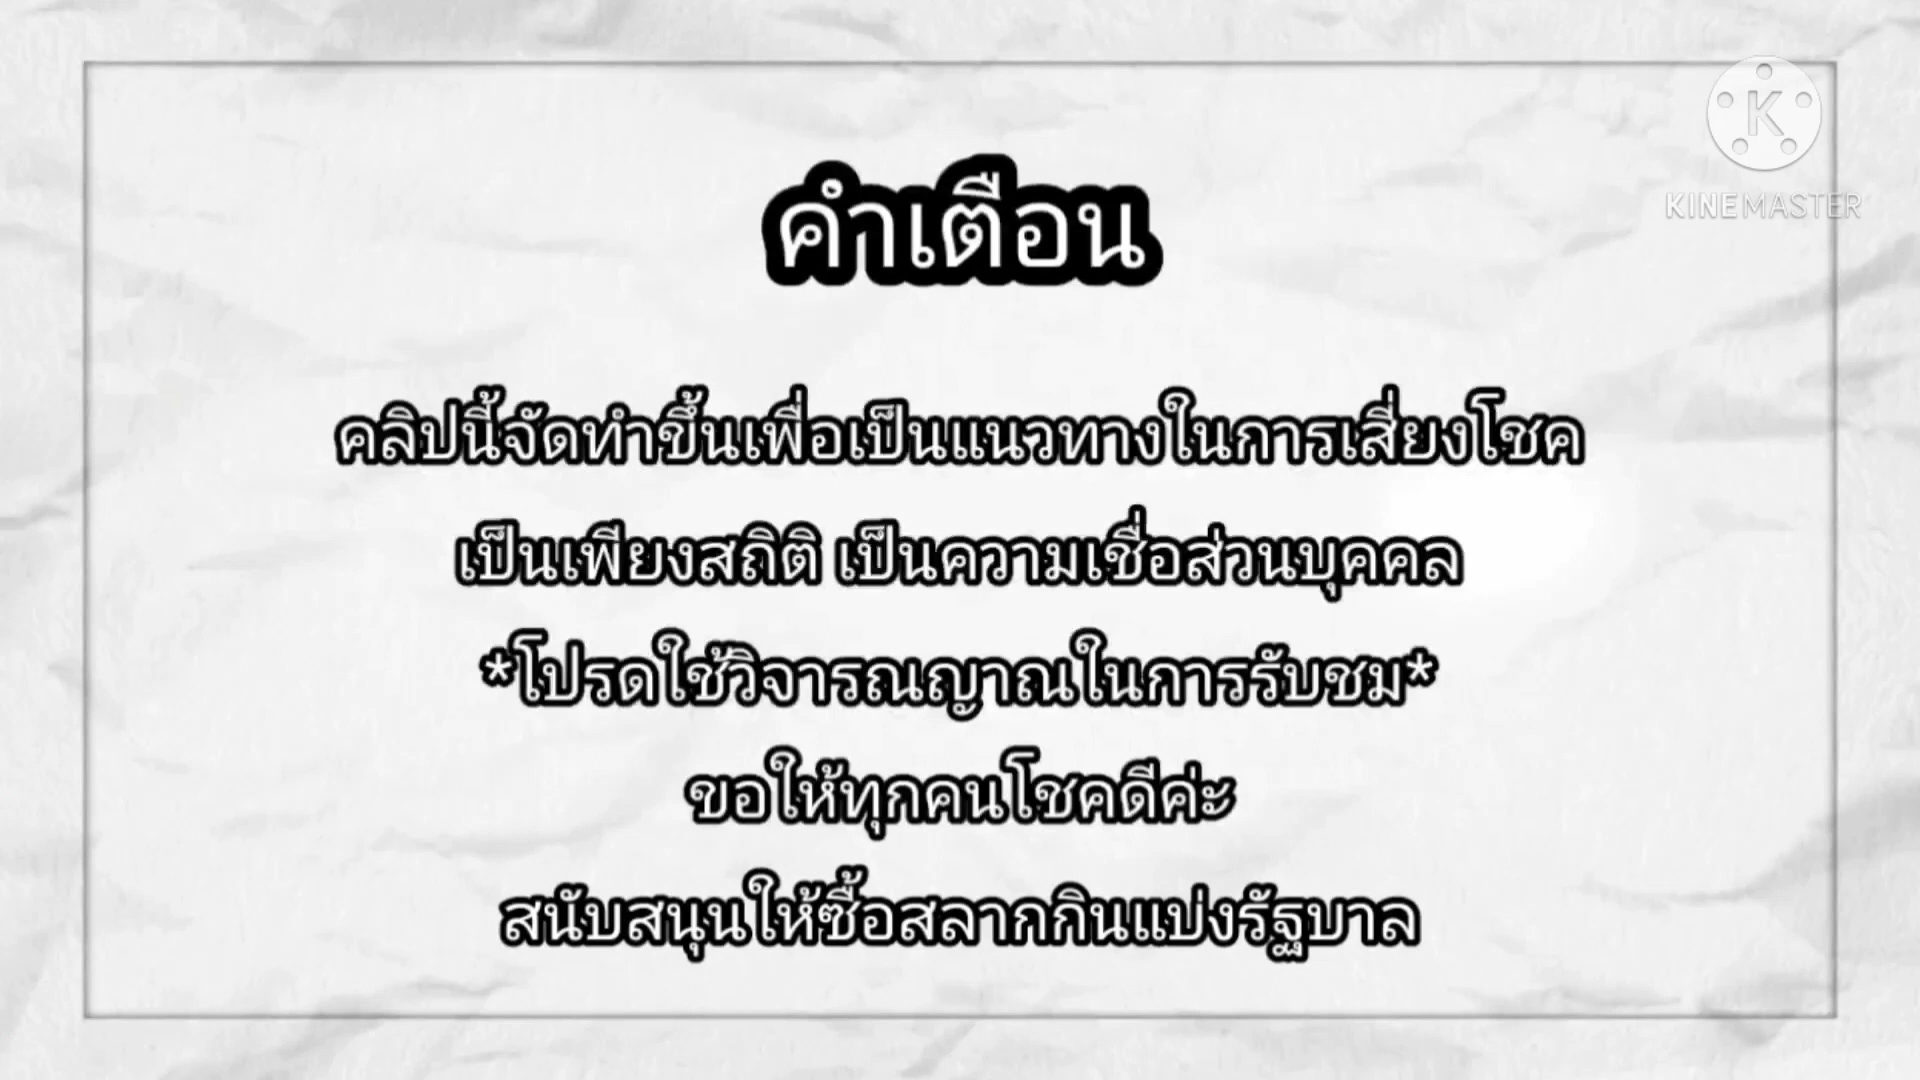 K
KINEMASTER
คำเตือน
คลิปนี้จัดทำขึ้นเพื่อเป็นแนวทางในการเสี่ยงโชค
เป็นเพียงสถิติ เป็นความเชื่อส่วนบุคคล
*โปรดใช้วิจารณญาณในการรับชม*
ขอให้ทุกคนโชคดีค่ะ
สนับสนุนให้ซื้อสลากกินแบ่งรัฐบาล